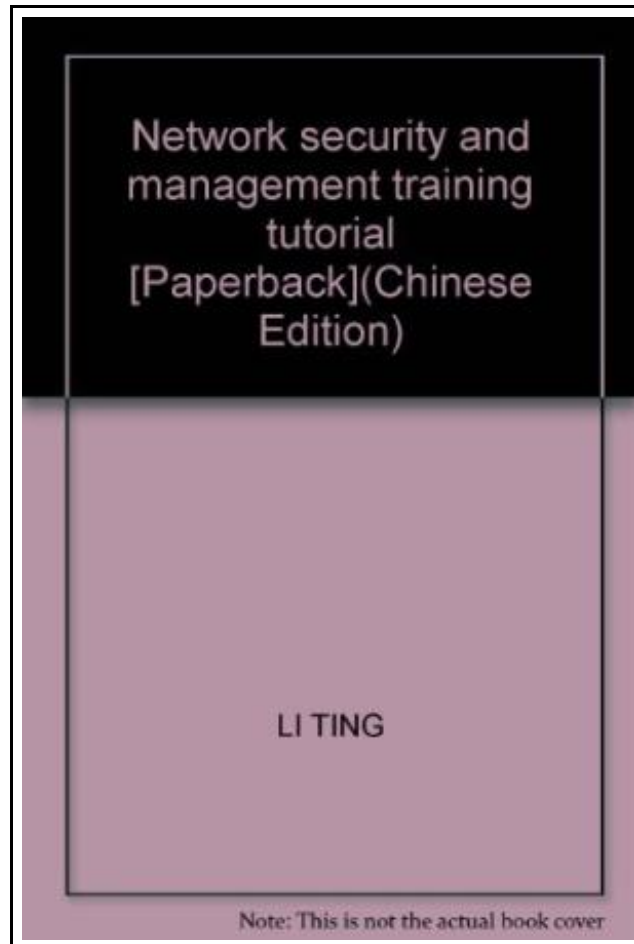 Network security and
management training
tutorial
[Paperback](Chinese
Edition)
LI TING
Note: This is not the actual book cover